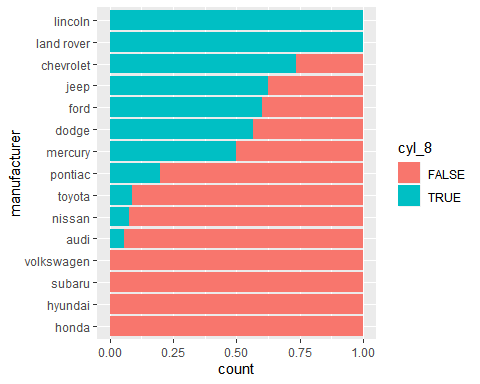 lincoln
land rover
chevrolet
jeep
ford
dodge
mercury
pontiac
toyota
nissan
audi
volkswagen
subaru
hyundai
honda
manufacturer
0.00 0.25 0.50 0.75 1.00
count
cyl_8
FALSE
TRUE